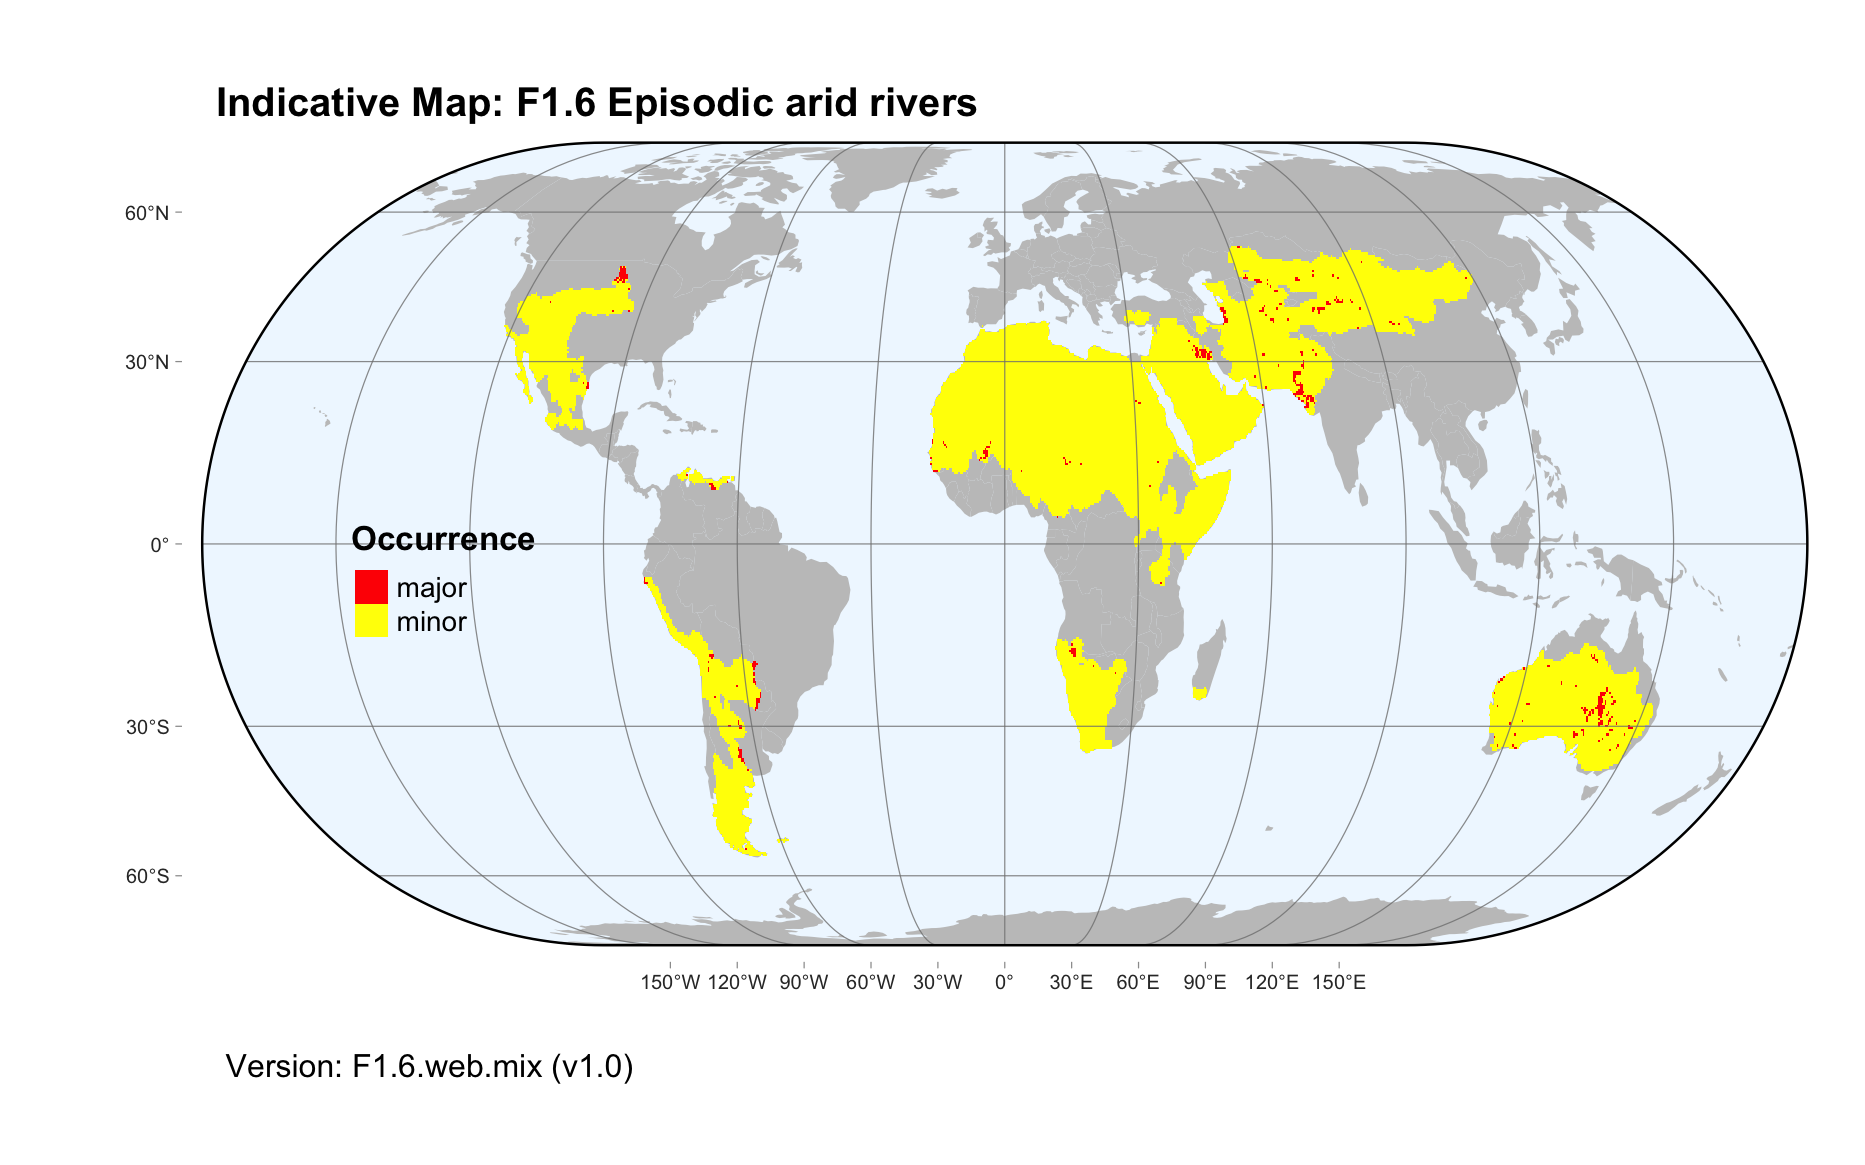 Indicative Map: F1.6 Episodic arid rivers
60°N
30°N
0°
30°S
60°S
Occurrence
major
minor
150°W 120°W 90°W 60°W 30°W 0° 30°E 60°E 90°E 120°E 150°E
Version: F1.6.web.mix (v1.0)